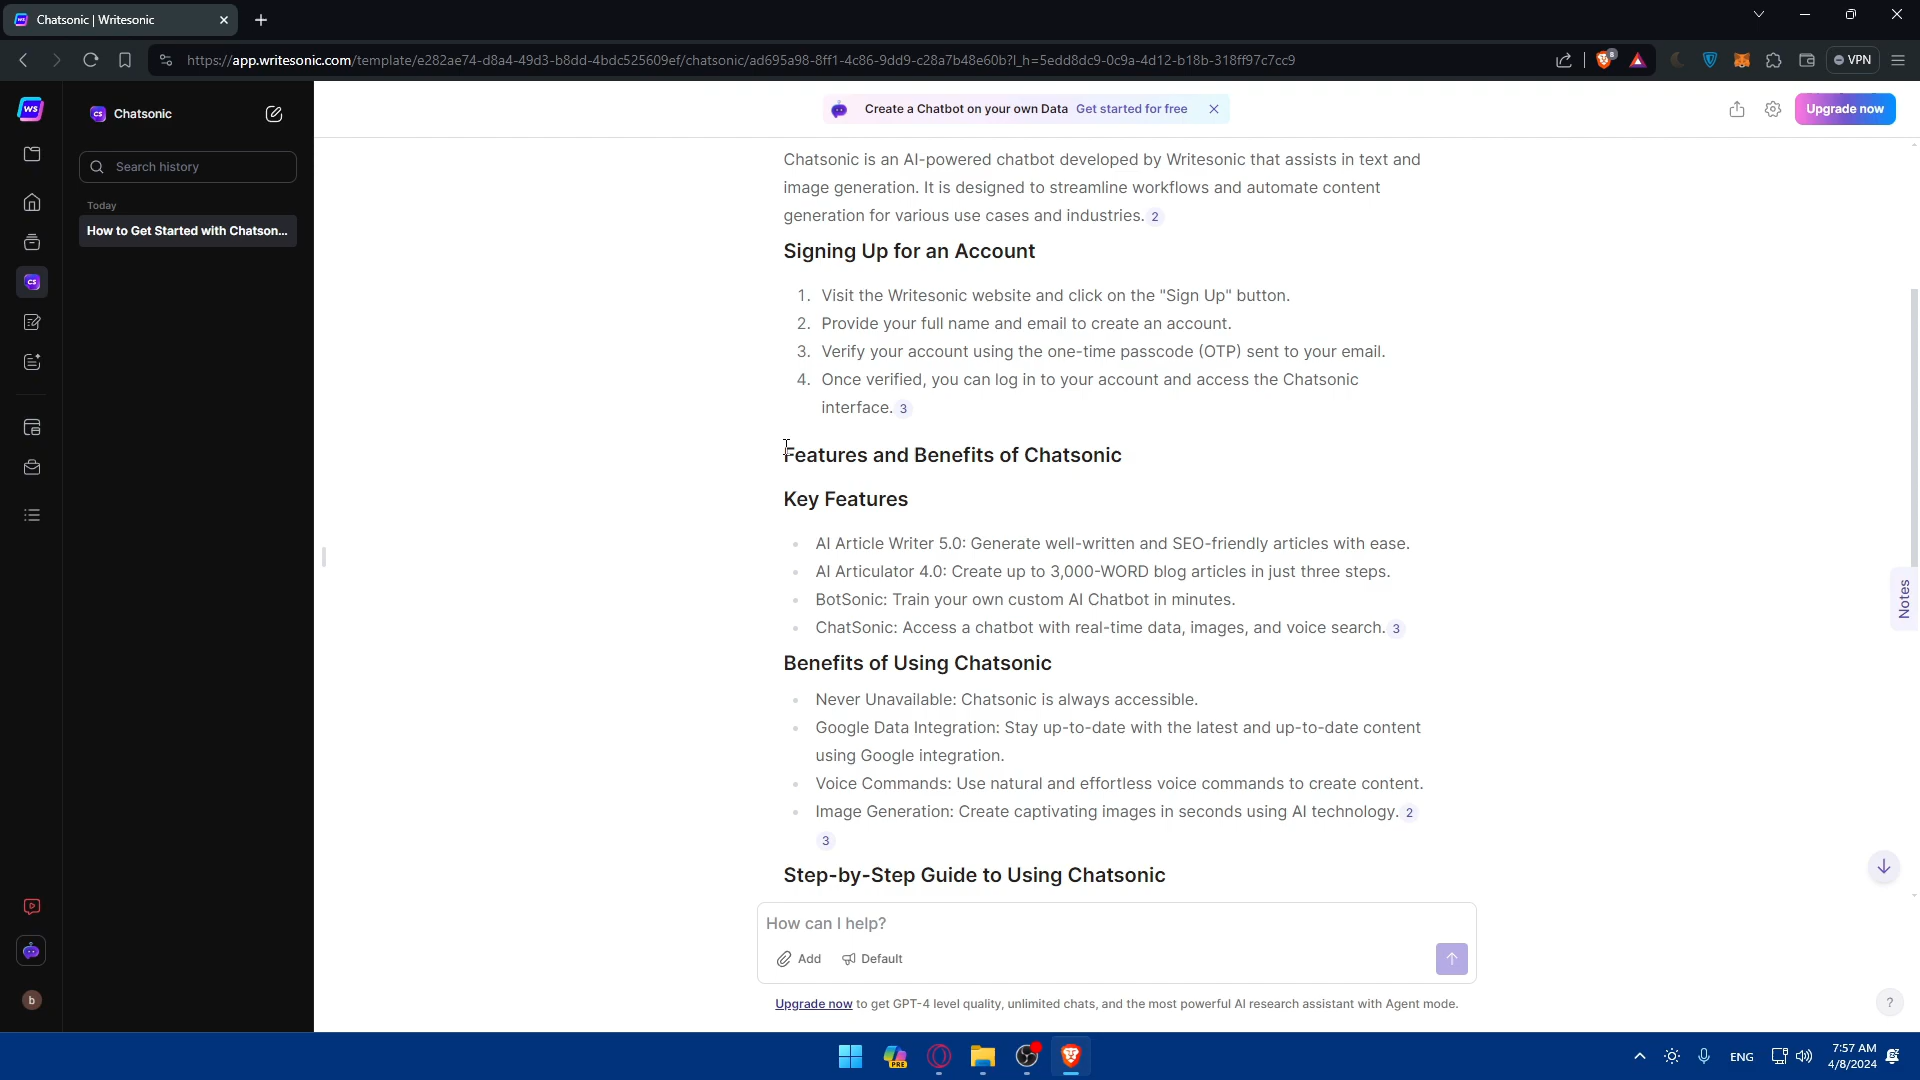 Chatsonic | Writesonic
https://app.writesonic.com/template/e282ae74-d8a4-49d3-b8dd-4bdc525609ef/chatsonic/ad695a98-8ff1-4c86-9dd9-c28a7b48e60b?l_h=5edd8dc9-0c9a-4d12-b18b-318ff97c7cc9
8
VPN
WS
CS Chatsonic
Create a Chatbot on your own Data Get started for free
Upgrade now
Search history
Today
How to Get Started with Chatson...
CS
Chatsonic is an AI-powered chatbot developed by Writesonic that assists in text and
image generation. It is designed to streamline workflows and automate content
generation for various use cases and industries. 2
Signing Up for an Account
1. Visit the Writesonic website and click on the "Sign Up" button.
2. Provide your full name and email to create an account.
3. Verify your account using the one-time passcode (OTP) sent to your email.
4. Once verified, you can log in to your account and access the Chatsonic
interface. 3
Features and Benefits of Chatsonic
Key Features
AI Article Writer 5.0: Generate well-written and SEO-friendly articles with ease.
AI Articulator 4.0: Create up to 3,000-WORD blog articles in just three steps.
BotSonic: Train your own custom AI Chatbot in minutes.
ChatSonic: Access a chatbot with real-time data, images, and voice search. 3
Notes
Benefits of Using Chatsonic
Never Unavailable: Chatsonic is always accessible.
Google Data Integration: Stay up-to-date with the latest and up-to-date content
using Google integration.
Voice Commands: Use natural and effortless voice commands to create content.
Image Generation: Create captivating images in seconds using AI technology. 2
3
Step-by-Step Guide to Using Chatsonic
How can I help?
Add Default
Upgrade now to get GPT-4 level quality, unlimited chats, and the most powerful AI research assistant with Agent mode.
b
?
PRE
ENG
7:57 AM
4/8/2024